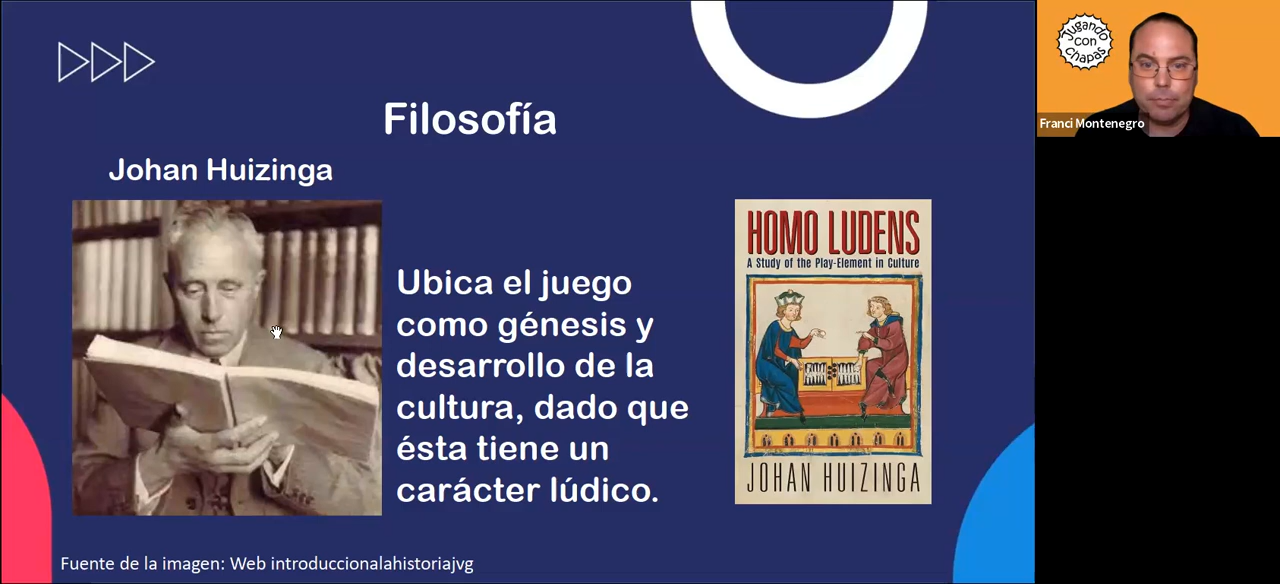 Filosofía
Johan Huizinga
Ubica el juego
como génesis y
desarrollo de la
cultura, dado que
ésta tiene un
carácter lúdico.
HOMO LUDENS
A Study of the Play-Element in Culture
JOHAN HUIZINGA
Fuente de la imagen: Web introduccionalahistoriajvg
Jugando
con
chapas
Franci Montenegro